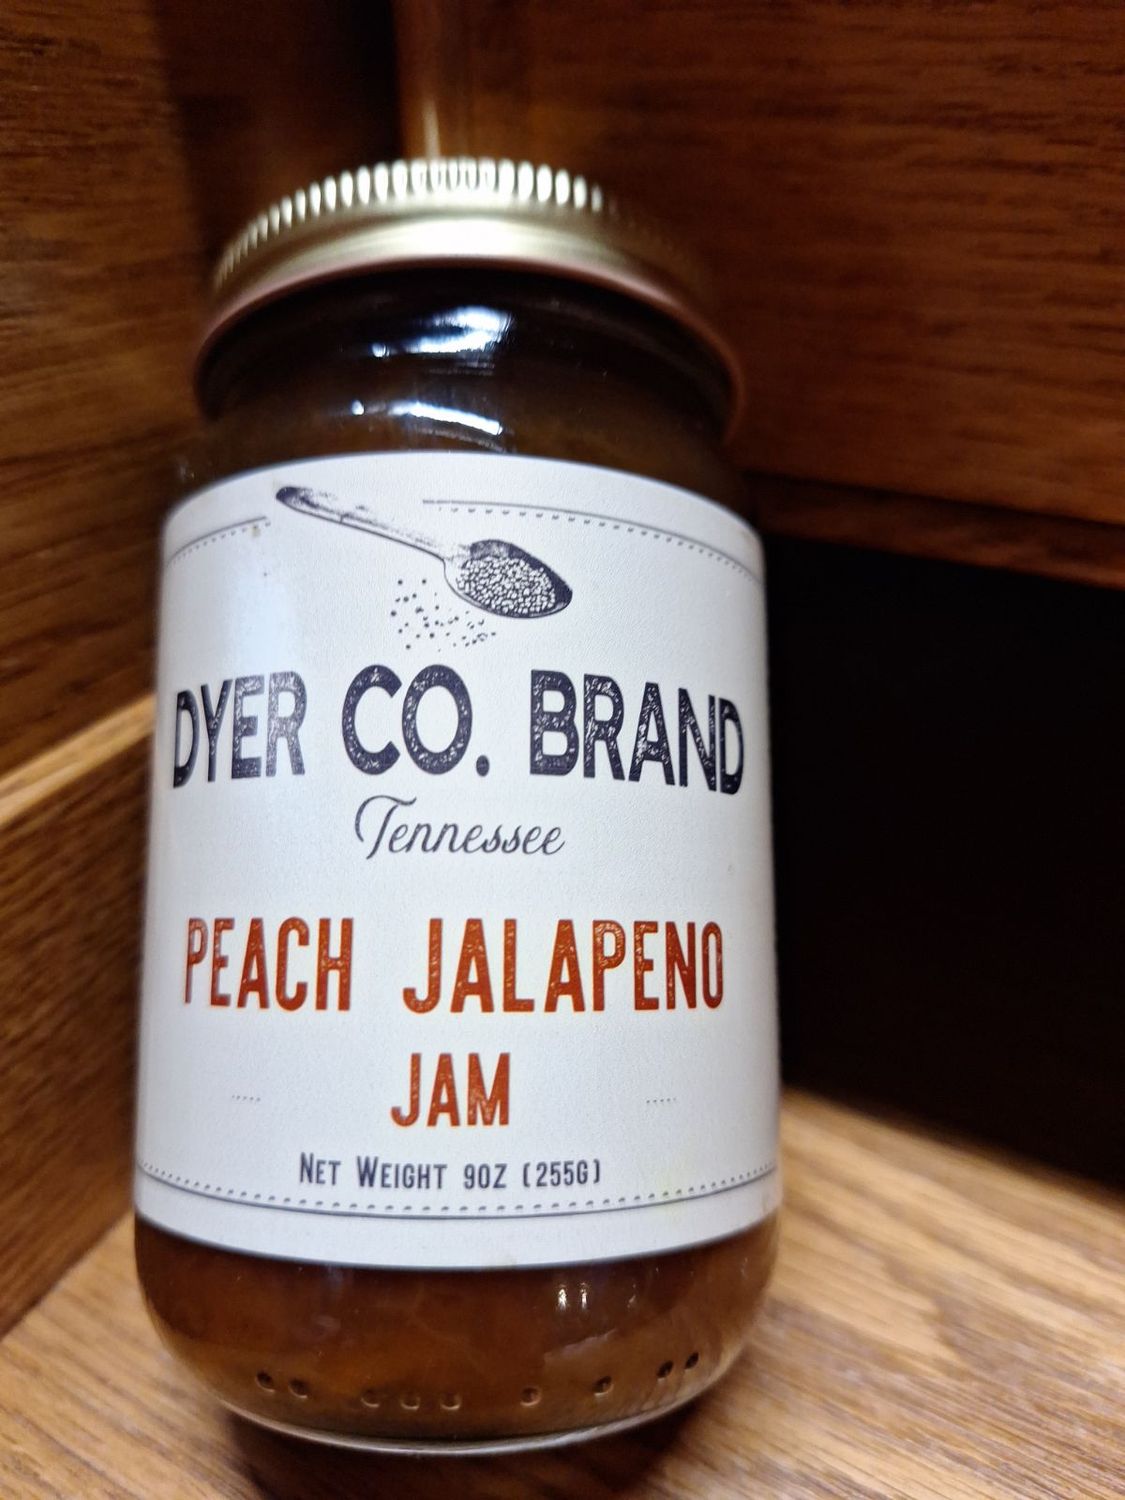 DYER CO. BRAND
Tennessee
PEACH JALAPENO
JAM
NET WEIGHT 9OZ (255G)